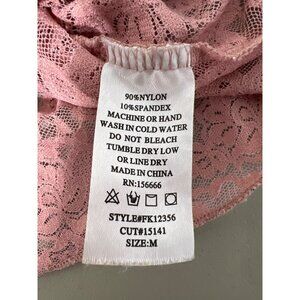 90%NYLON
10%SPANDEX
MACHINE OR HAND
WASH IN COLD WATER
DO NOT BLEACH
TUMBLE DRY LOW
OR LINE DRY
MADE IN CHINA
RN:156666
STYLE#FK12356
CUT#15141
SIZE:M